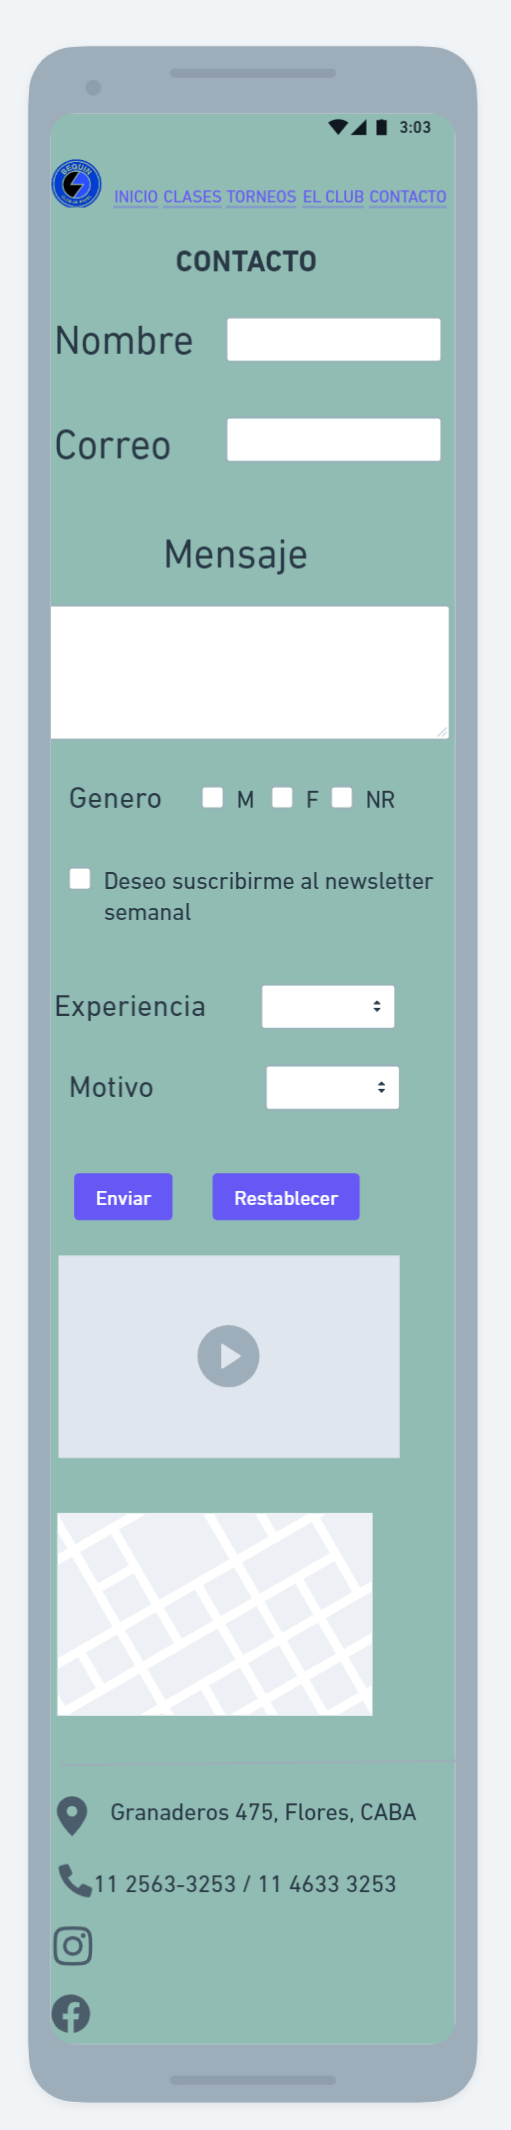 3:03
BEQUIN
INICIO CLASES TORNEOS EL CLUB CONTACTO
CONTACTO
Nombre
Correo
Mensaje
Genero M F NR
Deseo suscribirme al newsletter
semanal
Experiencia
Motivo
Enviar Restablecer
Granaderos 475, Flores, CABA
11 2563-3253 / 11 4633 3253